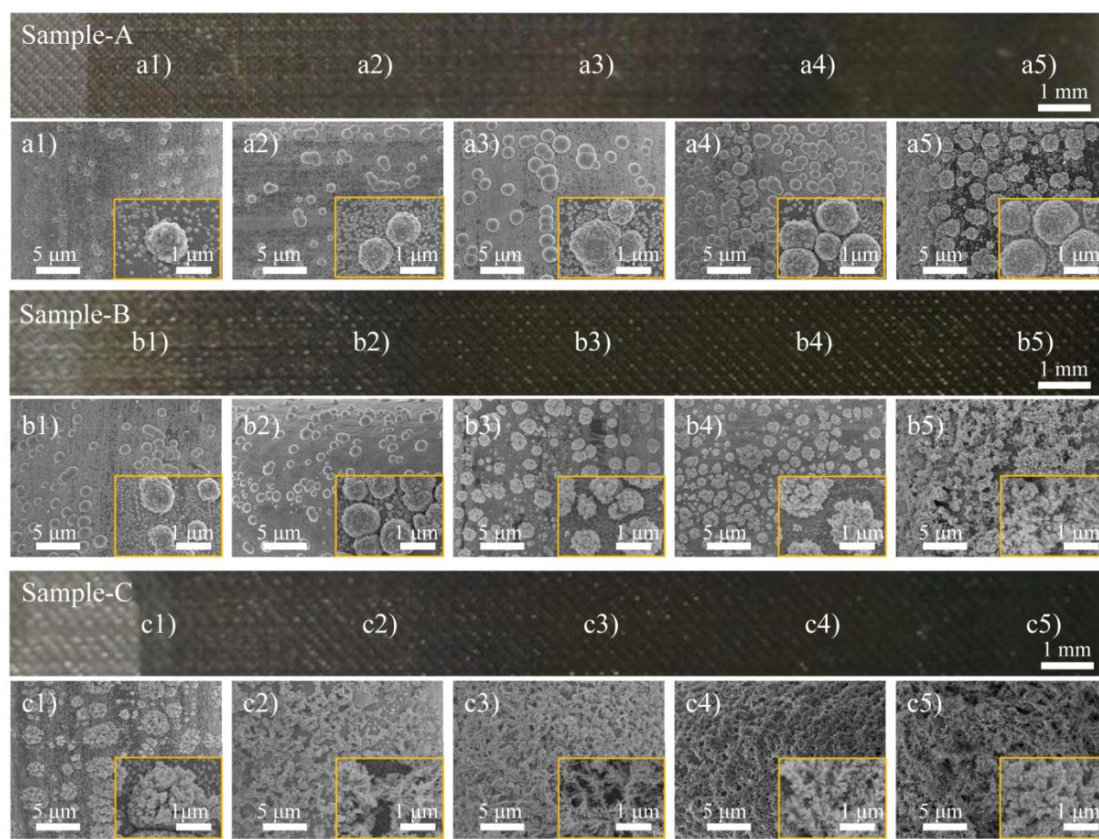 Sample-A
a1) a2) a3) a4) a5)
1 mm
a1) a2) a3) a4) a5)
1 μm 1 μm 1 μm 1 μm 1 μm
5 μm 5 μm 5 μm 5 μm 5 μm
Sample-B
b1) b2) b3) b4) b5)
1 mm
b1) b2) b3) b4) b5)
5 μm 1 μm 5 μm 1 μm 5 μm 1 μm 5 μm 1 μm 5 μm 1 μm
Sample-C
c1) c2) c3) c4) c5)
1 mm
c1) c2) c3) c4) c5)
5 μm 1μm 5 μm 1 μm 5 μm 1 μm 5 μm 1 μm 5 μm 1 μm